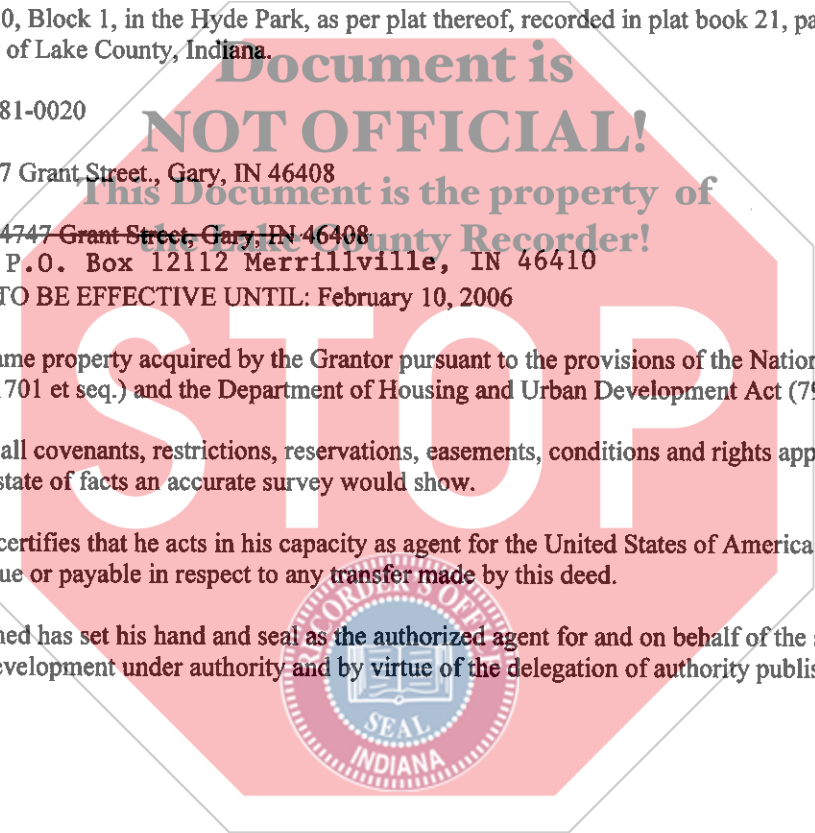 0, Block 1, in the Hyde Park, as per plat thereof, recorded in plat book 21, pa
of Lake County, Indiana.
Document is
81-0020
NOT OFFICIAL!
7 Grant Street., Gary, IN 46408
This Document is the property of
4747 Grant Street, Gary, IN 46408
the Lake County Recorder!
P.O. Box 12112 Merrillville, IN 46410
TO BE EFFECTIVE UNTIL: February 10, 2006
STOP
ame property acquired by the Grantor pursuant to the provisions of the Nation
1701 et seq.) and the Department of Housing and Urban Development Act (79
all covenants, restrictions, reservations, easements, conditions and rights app
state of facts an accurate survey would show.
certifies that he acts in his capacity as agent for the United States of America
ue or payable in respect to any transfer made by this deed.
ned has set his hand and seal as the authorized agent for and on behalf of the
evelopment under authority and by virtue of the delegation of authority publis
RECORDER'S OFFICE
SEAL
INDIANA